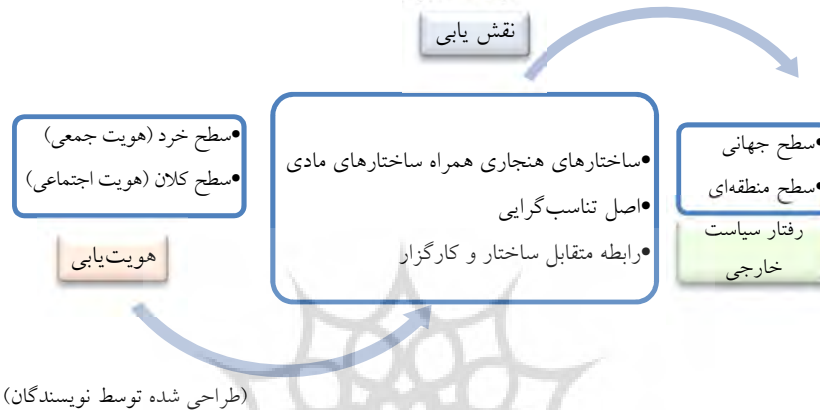 نقش یابی
•سطح جهانی
•سطح منطقه‌ای
رفتار سیاست
خارجی
•ساختارهای هنجاری همراه ساختارهای مادی
•اصل تناسب‌گرایی
•رابطه متقابل ساختار و کارگزار
•سطح خرد (هویت جمعی)
•سطح کلان (هویت اجتماعی)
هویت‌یابی
(طراحی شده توسط نویسندگان)